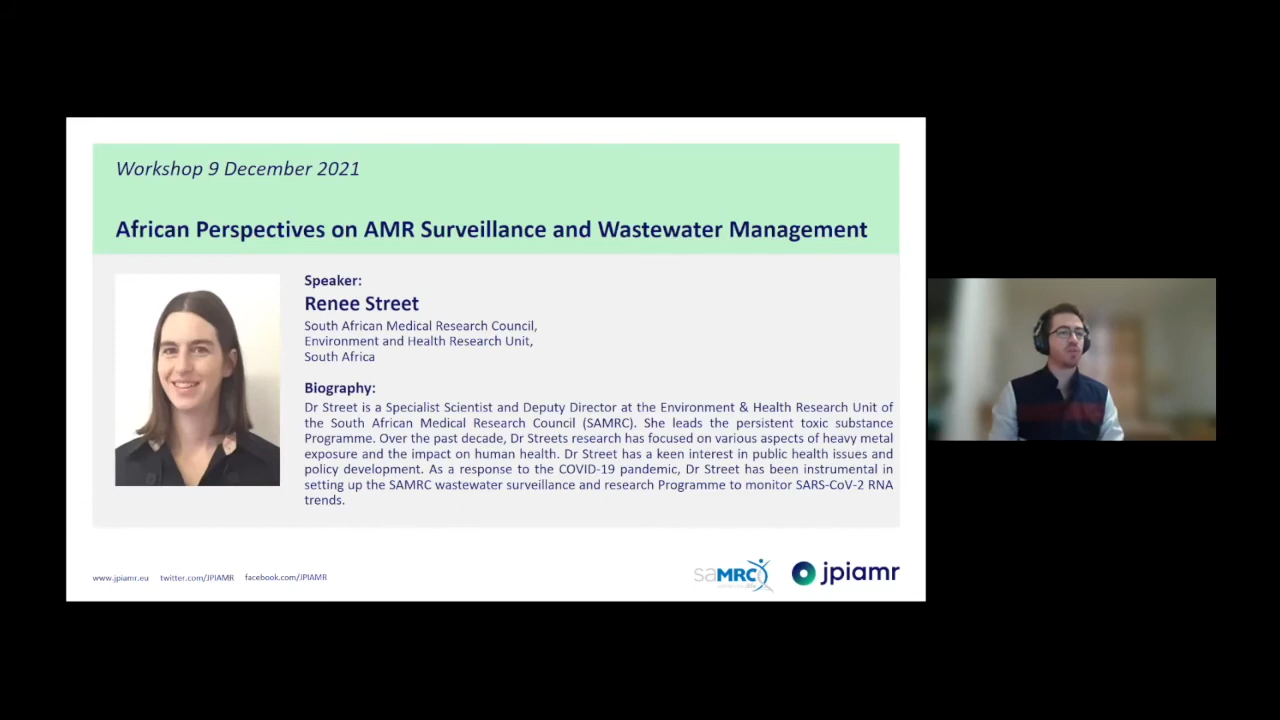 Workshop 9 December 2021
African Perspectives on AMR Surveillance and Wastewater Management
Speaker:
Renee Street
South African Medical Research Council,
Environment and Health Research Unit,
South Africa
Biography:
Dr Street is a Specialist Scientist and Deputy Director at the Environment & Health Research Unit of
the South African Medical Research Council (SAMRC). She leads the persistent toxic substance
Programme. Over the past decade, Dr Streets research has focused on various aspects of heavy metal
exposure and the impact on human health. Dr Street has a keen interest in public health issues and
policy development. As a response to the COVID-19 pandemic, Dr Street has been instrumental in
setting up the SAMRC wastewater surveillance and research Programme to monitor SARS-CoV-2 RNA
trends.
www.jpiamr.eu twitter.com/JPIAMR facebook.com/JPIAMR
saMRC
jpiamr